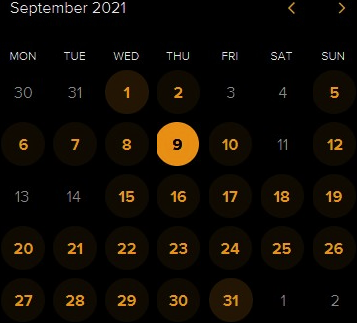 September 2021 < >
MON TUE WED THU FRI SAT SUN
30 31 1 2 3 4 5
6 7 8 9 10 11 12
13 14 15 16 17 18 19
20 21 22 23 24 25 26
27 28 29 30 31 1 2